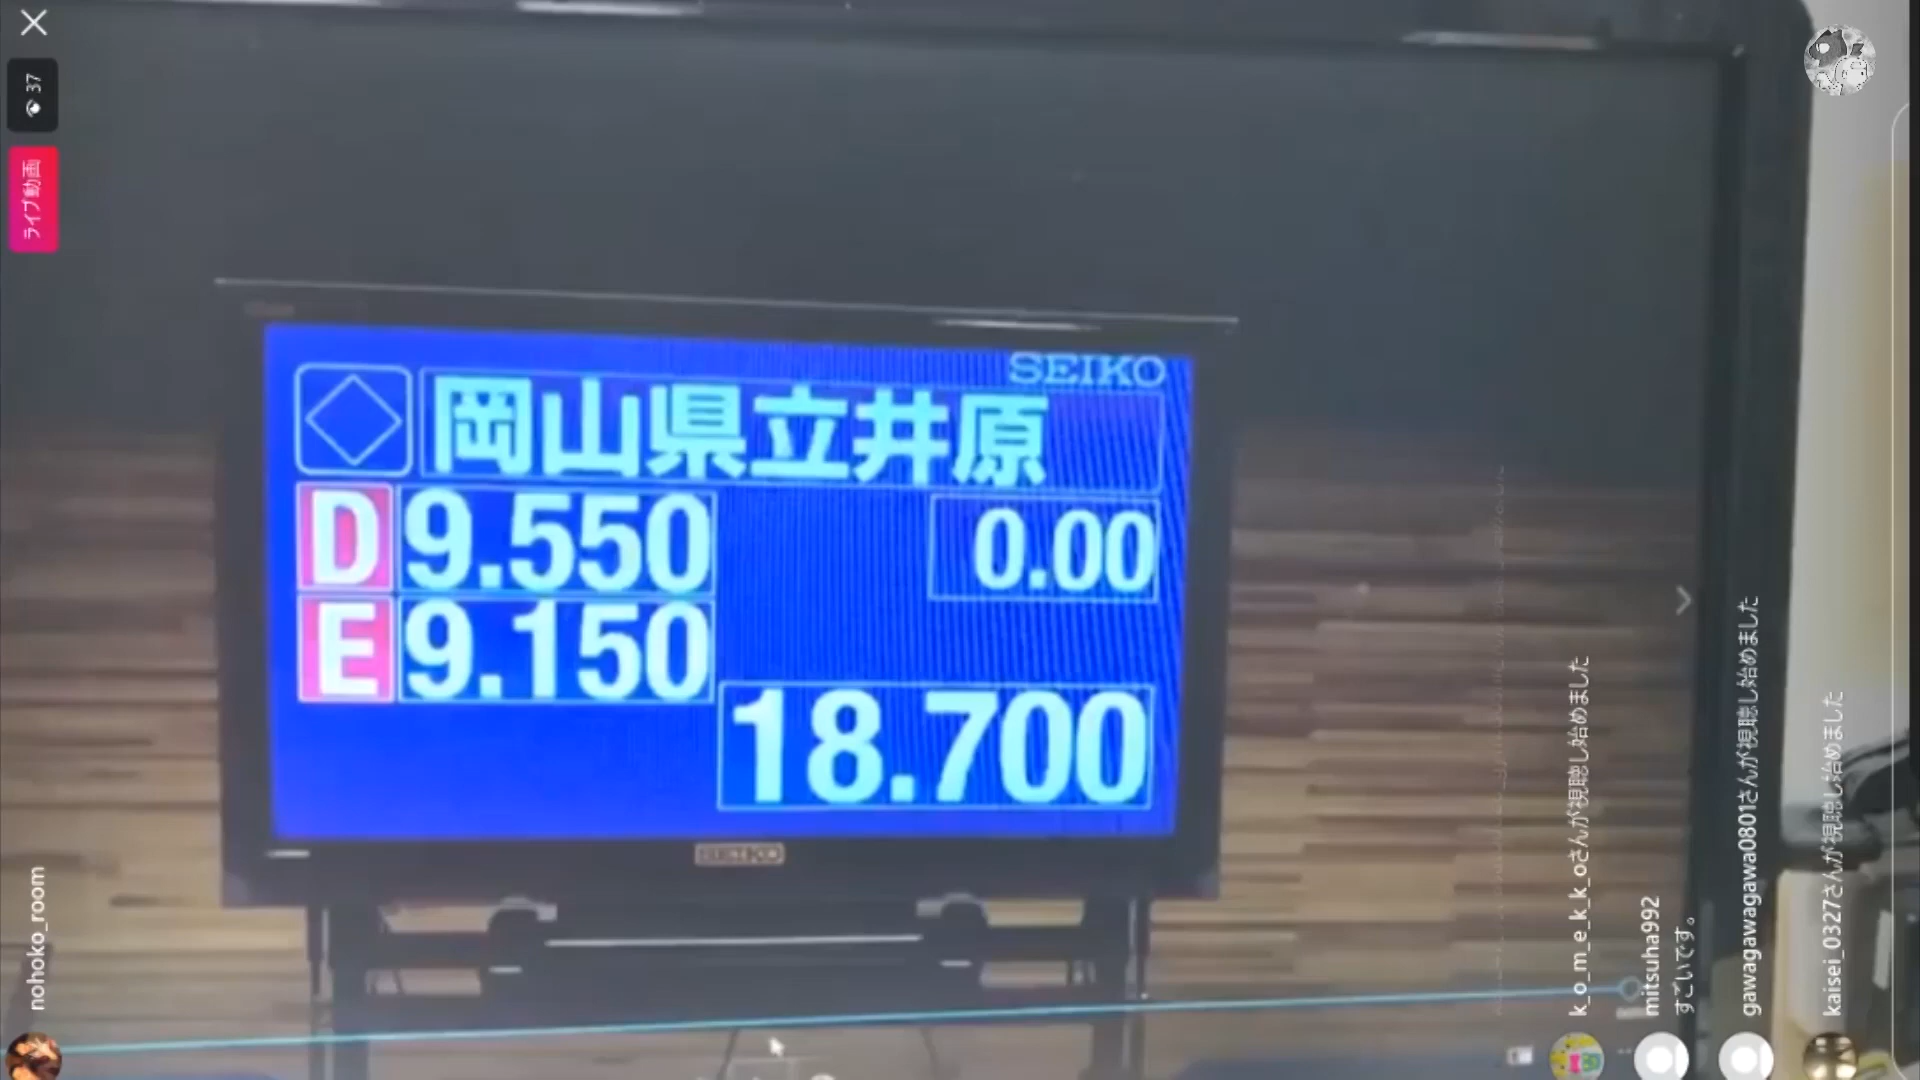 37
ライブ動画
nohoko_room
SEIKO
岡山県立井原
D 9.550 0.00
E 9.150
18.700
SEIKO
k_o_m_e_k_k_oさんが視聴し始めました
mitsuha992
すごいです。
gawagawagawa0801さんが視聴し始めました
kaisei_0327さんが視聴し始めました